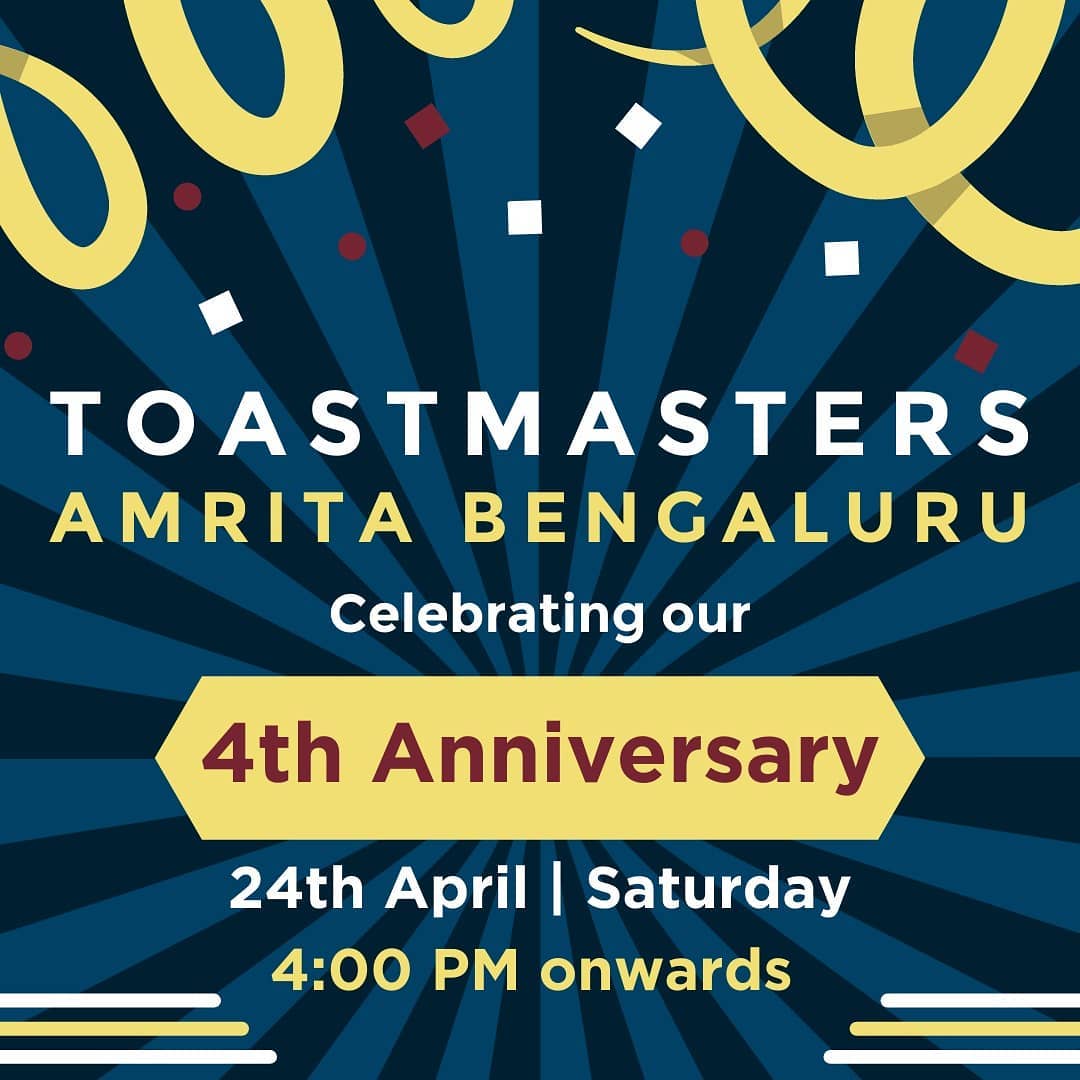 TOASTMASTERS
AMRITA BENGALURU
Celebrating our
4th Anniversary
24th April | Saturday
4:00 PM onwards